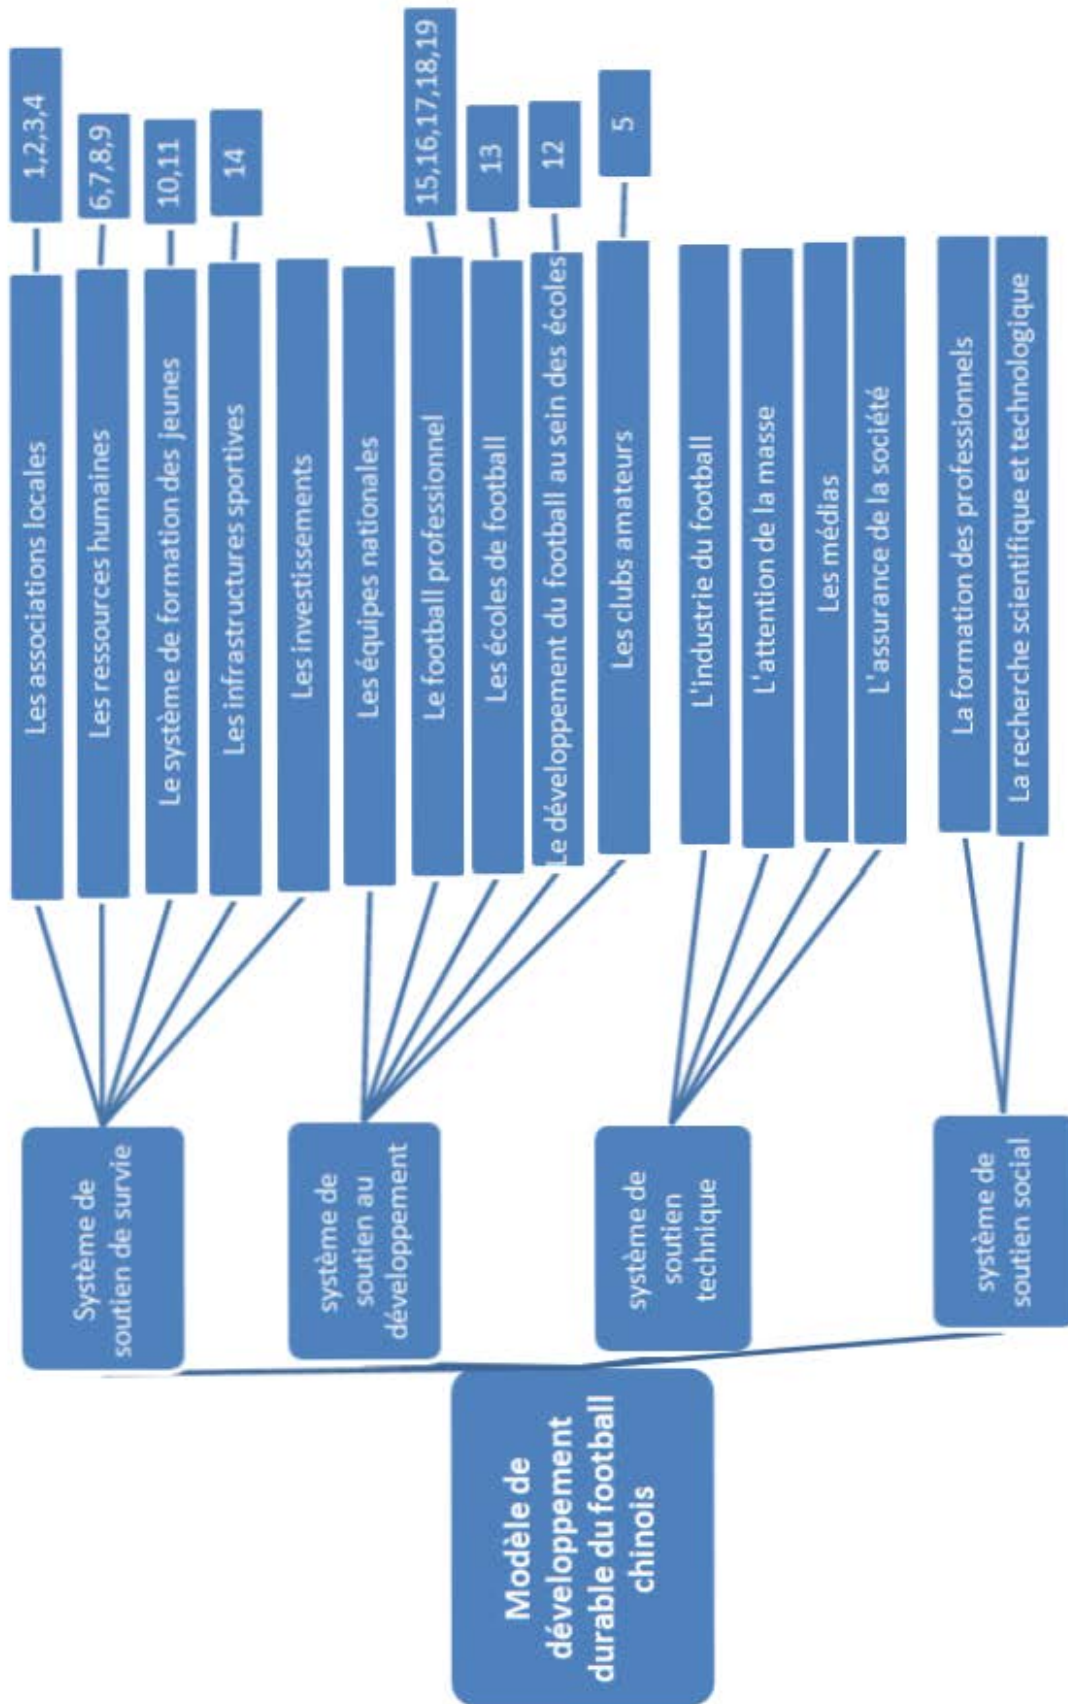 Modèle de
développement
durable du football
chinois
Système de
soutien de survie
Les associations locales
1,2,3,4
Les ressources humaines
6,7,8,9
Le système de formation des jeunes
10,11
Les infrastructures sportives
14
Les investissements
système de
soutien au
développement
Les équipes nationales
Le football professionnel
15,16,17,18,19
Les écoles de football
13
Le développement du football au sein des écoles
12
Les clubs amateurs
5
système de
soutien
technique
L'industrie du football
L'attention de la masse
Les médias
L'assurance de la société
système de
soutien social
La formation des professionnels
La recherche scientifique et technologique